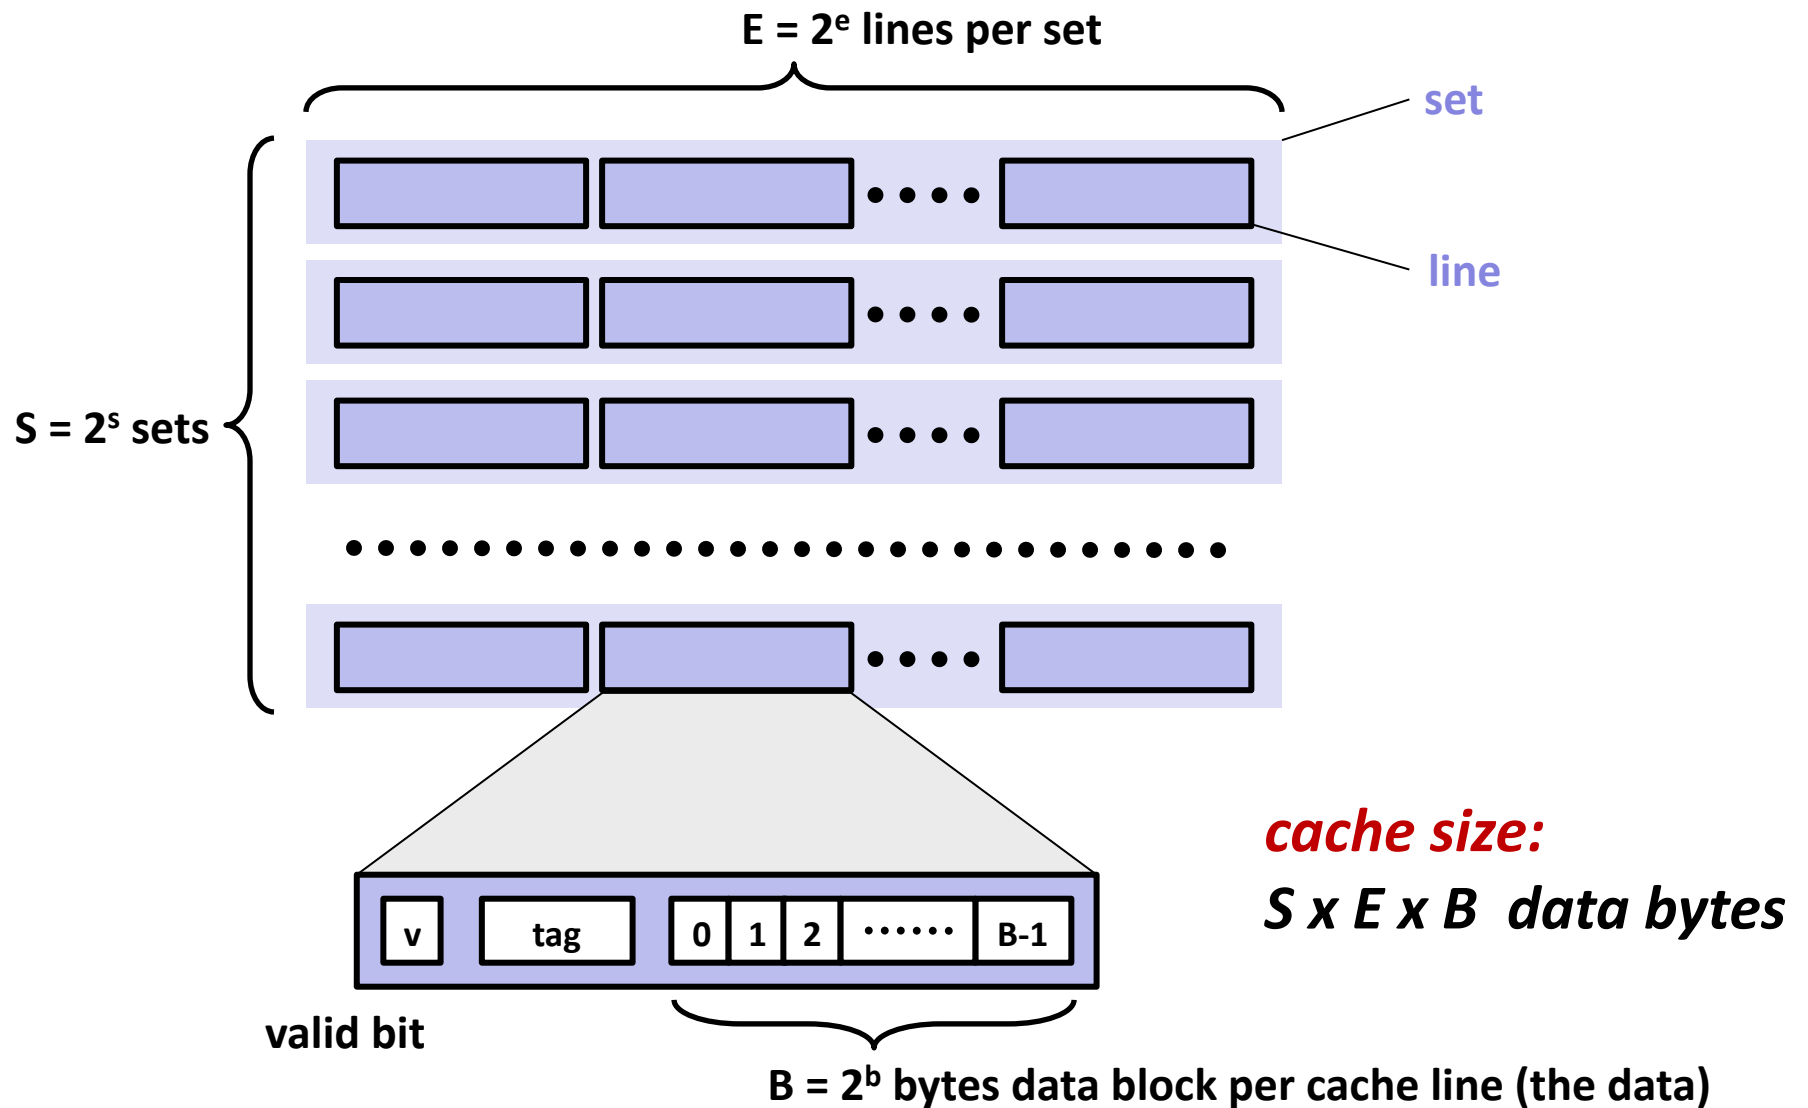 E = 2ᵉ lines per set
set
line
S = 2ˢ sets
cache size:
S x E x B data bytes
v tag 0 1 2 •••••• B-1
valid bit
B = 2ᵇ bytes data block per cache line (the data)